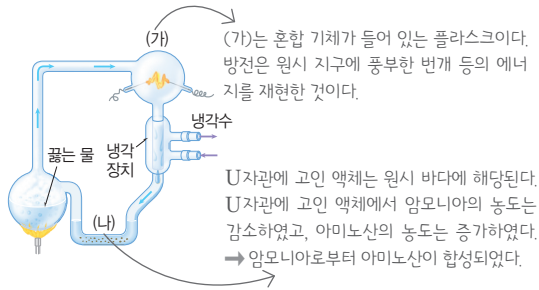 (가)
(가)는 혼합 기체가 들어 있는 플라스크이다.
방전은 원시 지구에 풍부한 번개 등의 에너
지를 재현한 것이다.
냉각수
끓는 물
냉각
장치
(나)
U자관에 고인 액체는 원시 바다에 해당된다.
U자관에 고인 액체에서 암모니아의 농도는
감소하였고, 아미노산의 농도는 증가하였다.
➡ 암모니아로부터 아미노산이 합성되었다.